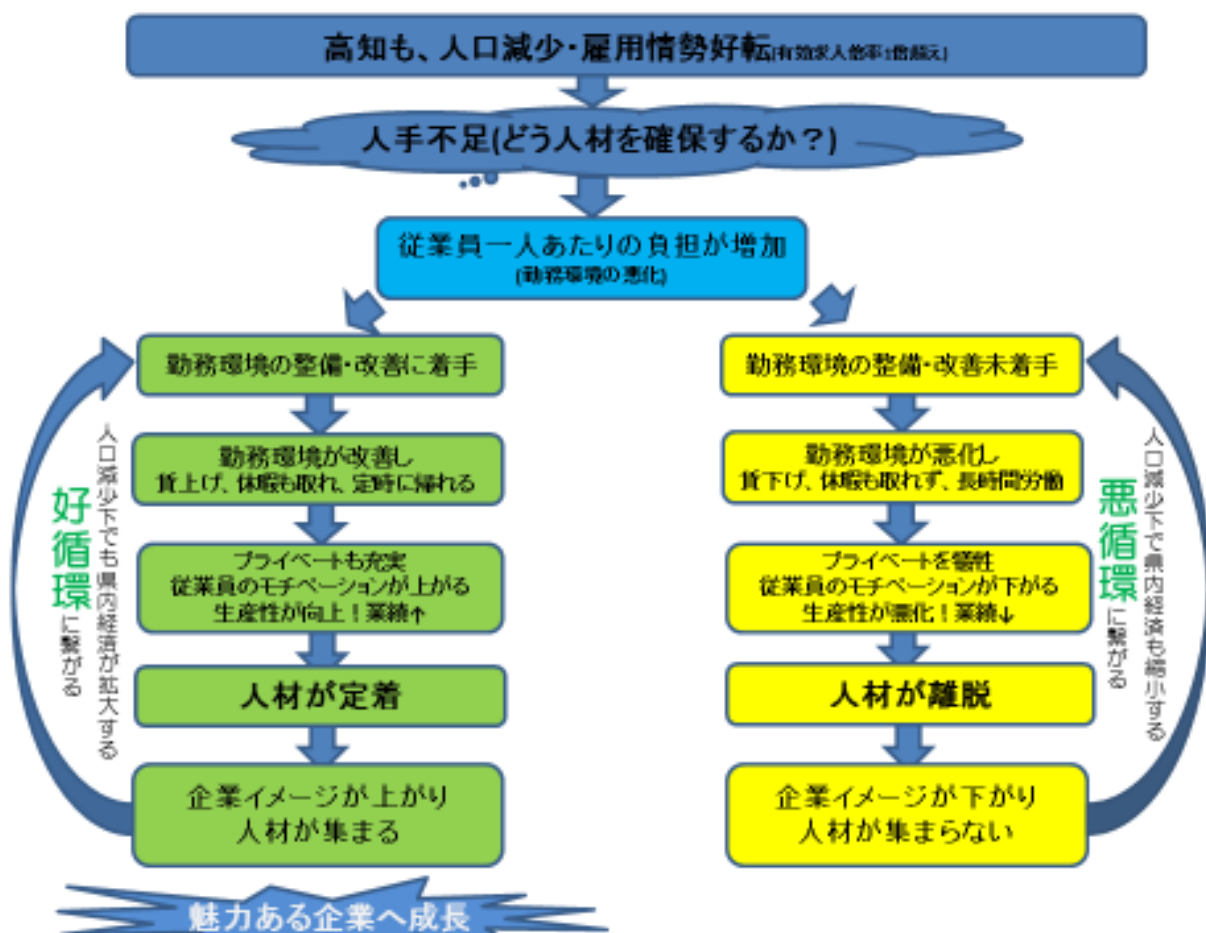 高知も、人口減少・雇用情勢好転(有効求人倍率1倍越え)
人手不足(どう人材を確保するか？)
従業員一人あたりの負担が増加
(勤務環境の悪化)
勤務環境の整備・改善に着手
勤務環境が改善し
賃上げ、休暇も取れ、定時に帰れる
プライベートも充実
従業員のモチベーションが上がる
生産性が向上！業績↑
人材が定着
企業イメージが上がり
人材が集まる
人口減少下でも県内経済が拡大する
好循環に繋がる
魅力ある企業へ成長
勤務環境の整備・改善未着手
勤務環境が悪化し
賃下げ、休暇も取れず、長時間労働
プライベートを犠牲
従業員のモチベーションが下がる
生産性が悪化！業績↓
人材が離脱
企業イメージが下がり
人材が集まらない
人口減少下で県内経済も縮小する
悪循環に繋がる